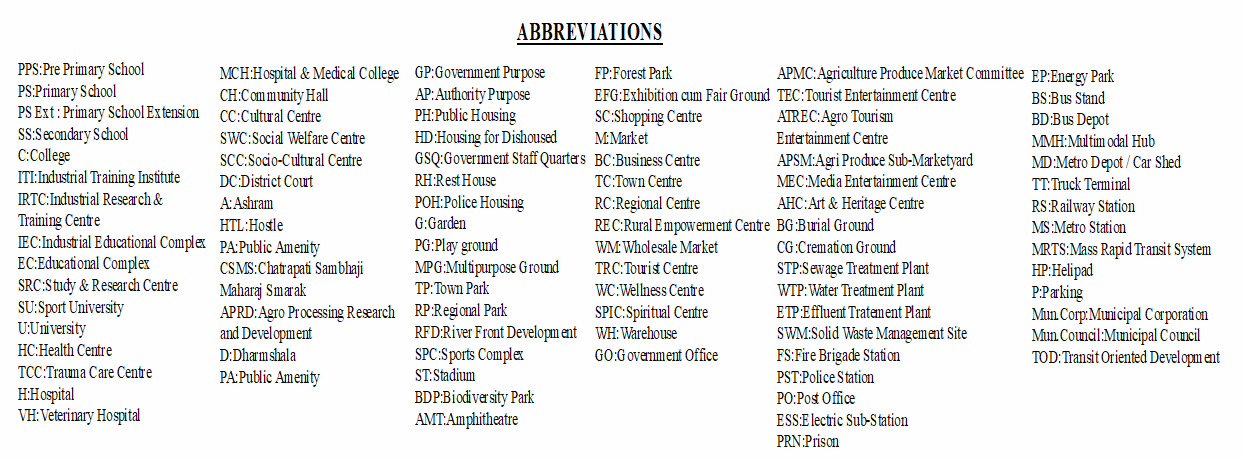 ABBREVIATIONS
PPS:Pre Primary School
PS:Primary School
PS Ext : Primary School Extension
SS:Secondary School
C:College
ITI:Industrial Training Institute
IRTC:Industrial Research &
Training Centre
IEC:Industrial Educational Complex
EC:Educational Complex
SRC:Study & Research Centre
SU:Sport University
U:University
HC:Health Centre
TCC:Trauma Care Centre
H:Hospital
VH:Veterinary Hospital
MCH:Hospital & Medical College
CH:Community Hall
CC:Cultural Centre
SWC:Social Welfare Centre
SCC:Socio-Cultural Centre
DC:District Court
A:Ashram
HTL:Hostle
PA:Public Amenity
CSMS:Chatrapati Sambhaji
Maharaj Smarak
APRD:Agro Processing Research
and Development
D:Dharmshala
PA:Public Amenity
GP:Government Purpose
AP:Authority Purpose
PH:Public Housing
HD:Housing for Dishoused
GSQ:Government Staff Quarters
RH:Rest House
POH:Police Housing
G:Garden
PG:Play ground
MPG:Multipurpose Ground
TP:Town Park
RP:Regional Park
RFD:River Front Development
SPC:Sports Complex
ST:Stadium
BDP:Biodiversity Park
AMT:Amphitheatre
FP:Forest Park
EFG:Exhibition cum Fair Ground
SC:Shopping Centre
M:Market
BC:Business Centre
TC:Town Centre
RC:Regional Centre
REC:Rural Empowerment Centre
WM:Wholesale Market
TRC:Tourist Centre
WC:Wellness Centre
SPIC:Spiritual Centre
WH:Warehouse
GO:Government Office
APMC:Agriculture Produce Market Committee
TEC:Tourist Entertainment Centre
ATREC:Agro Tourism
Entertainment Centre
APSM:Agri Produce Sub-Marketyard
MEC:Media Entertainment Centre
AHC:Art & Heritage Centre
BG:Burial Ground
CG:Cremation Ground
STP:Sewage Treatment Plant
WTP:Water Treatment Plant
ETP:Effluent Tratement Plant
SWM:Solid Waste Management Site
FS:Fire Brigade Station
PST:Police Station
PO:Post Office
ESS:Electric Sub-Station
PRN:Prison
EP:Energy Park
BS:Bus Stand
BD:Bus Depot
MMH:Multimodal Hub
MD:Metro Depot / Car Shed
TT:Truck Terminal
RS:Railway Station
MS:Metro Station
MRTS:Mass Rapid Transit System
HP:Helipad
P:Parking
Mun.Corp:Municipal Corporation
Mun.Council:Municipal Council
TOD:Transit Oriented Development